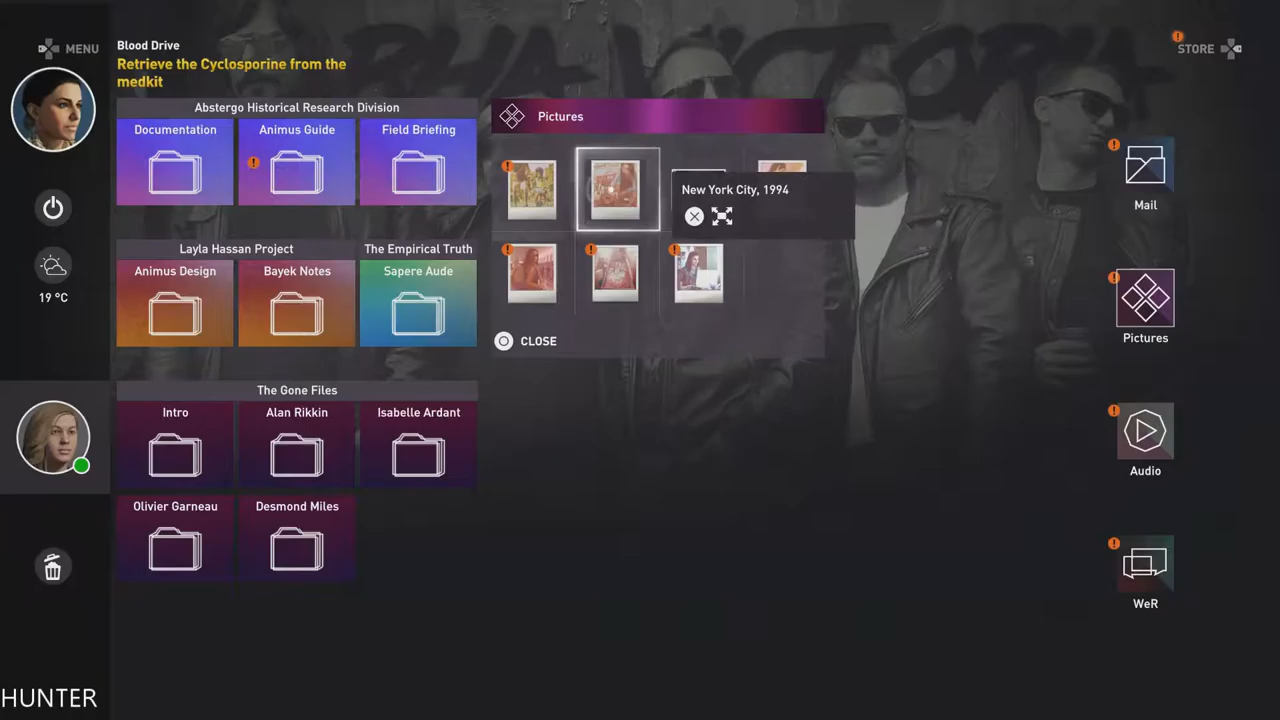 MENU
Blood Drive
Retrieve the Cyclosporine from the
medkit
STORE
Abstergo Historical Research Division
Documentation
Animus Guide
Field Briefing
Pictures
New York City, 1994
Mail
Layla Hassan Project
The Empirical Truth
Animus Design
Bayek Notes
Sapere Aude
19 °C
CLOSE
Pictures
The Gone Files
Intro
Alan Rikkin
Isabelle Ardant
Audio
Olivier Garneau
Desmond Miles
WeR
HUNTER